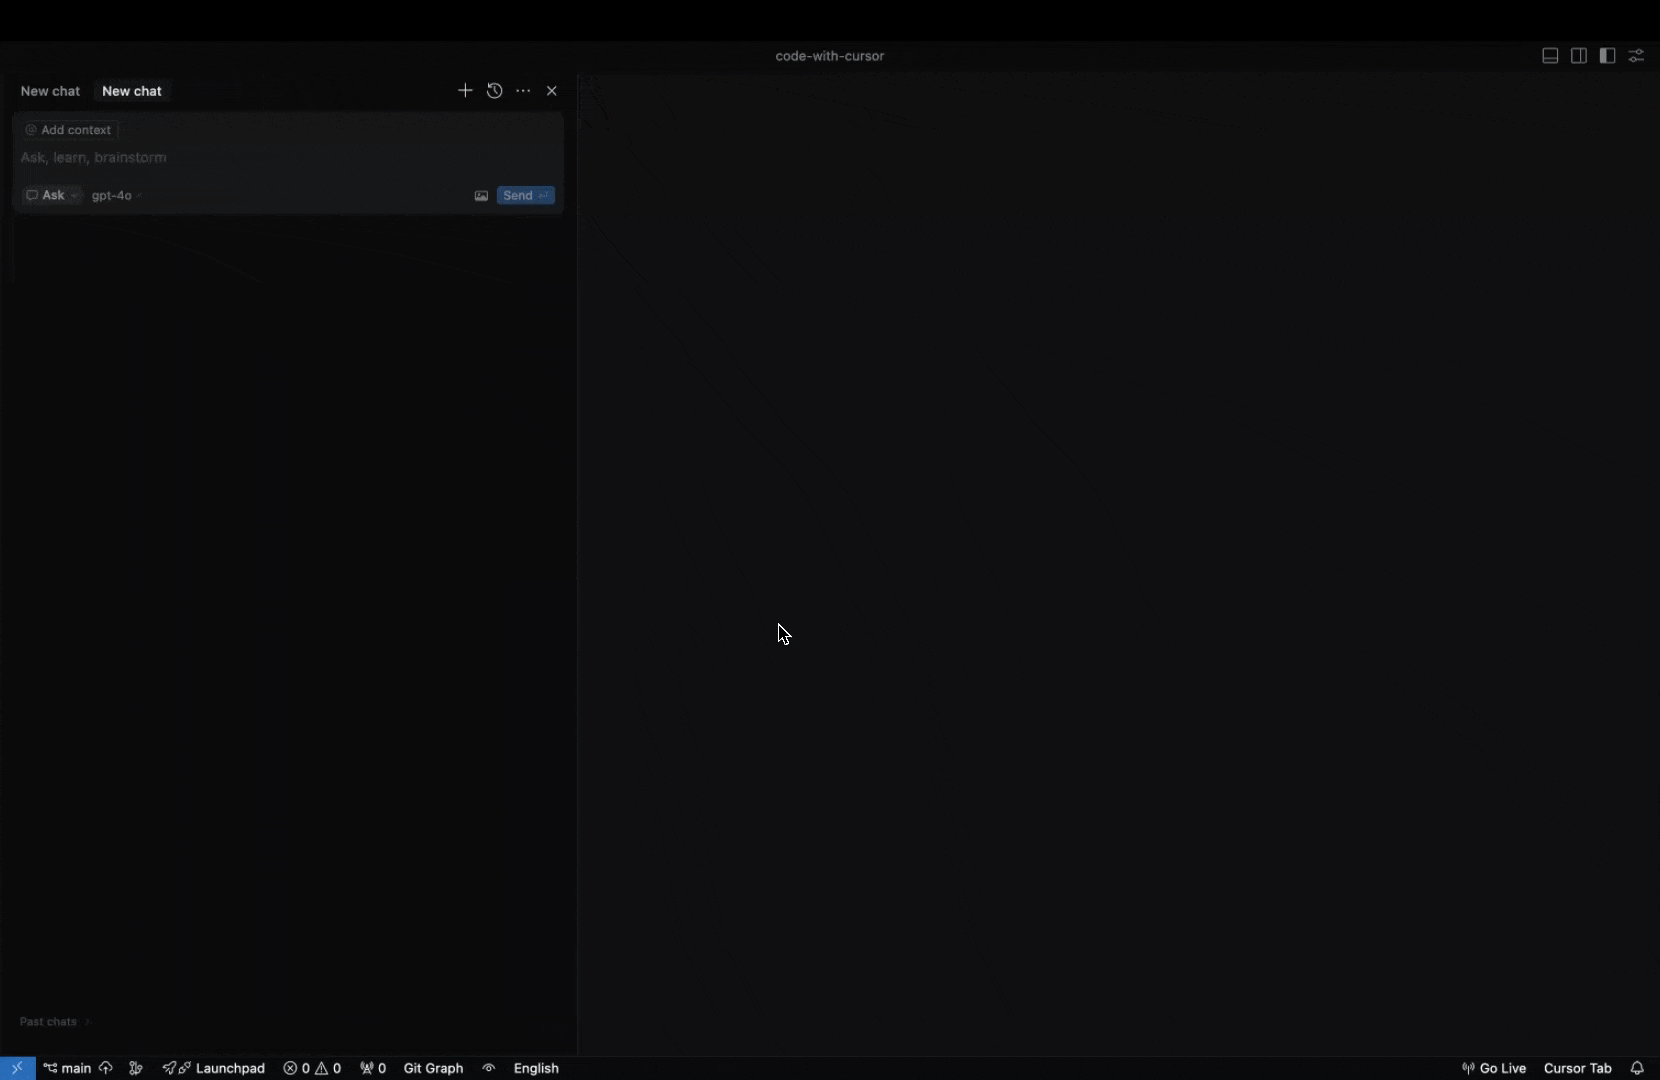 code-with-cursor
New chat New chat
@ Add context
Ask, learn, brainstorm
Ask gpt-4o Send
Past chats
main Launchpad 0 0 0 Git Graph English Go Live Cursor Tab